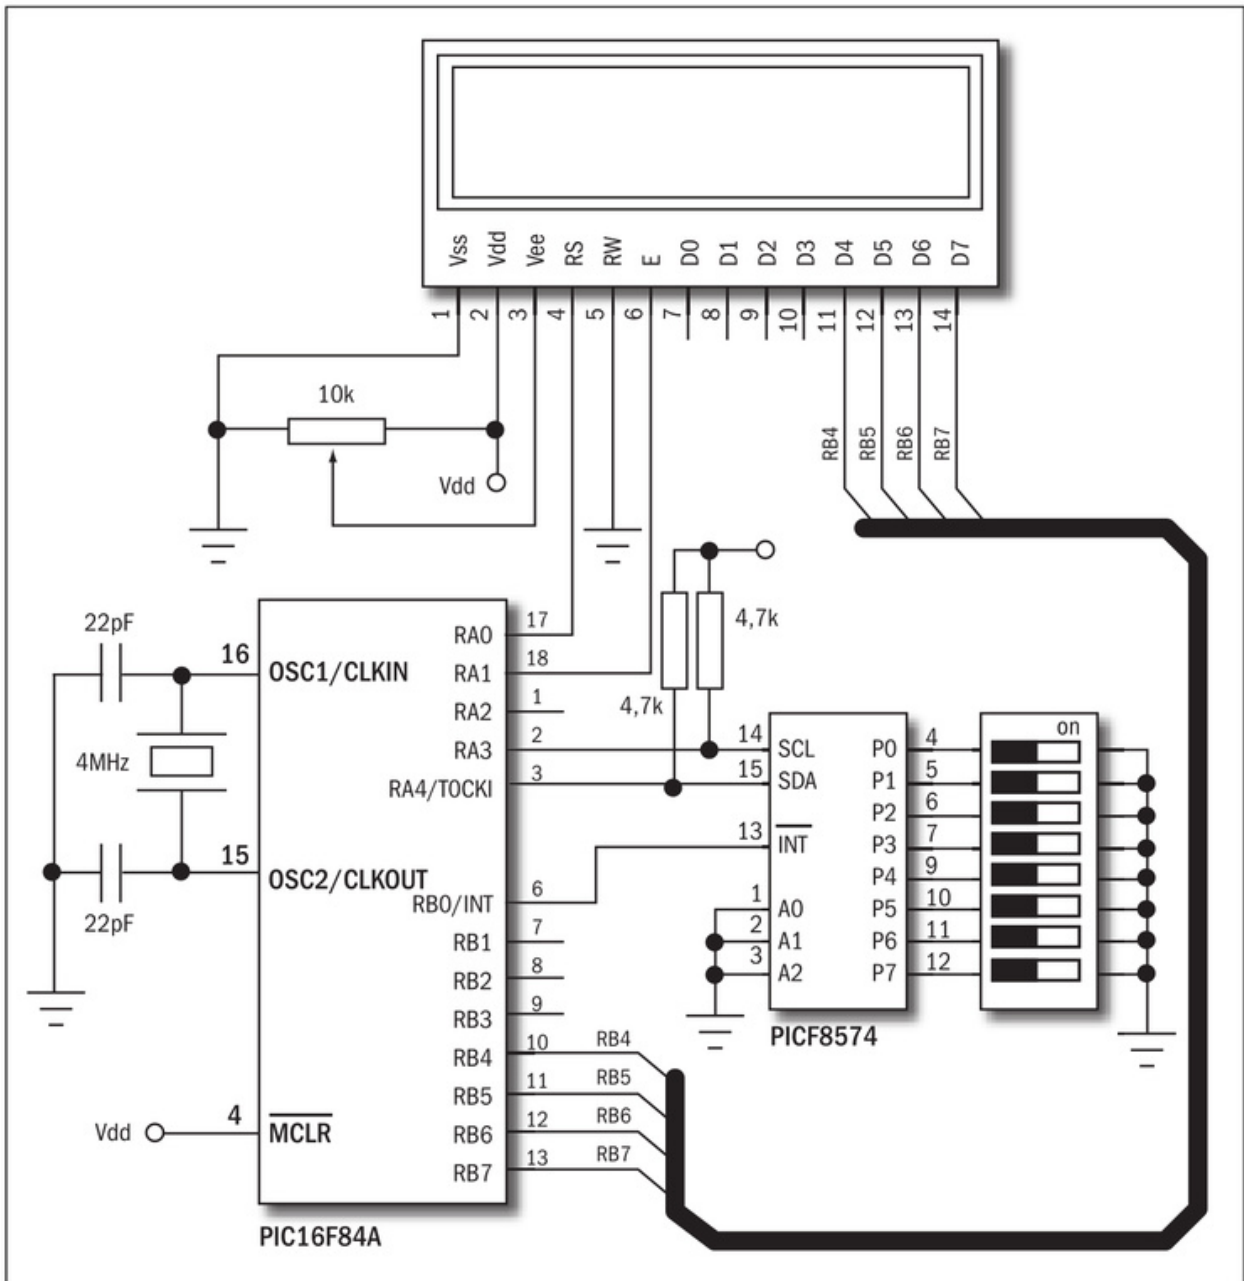 Vss Vdd Vee RS RW E D0 D1 D2 D3 D4 D5 D6 D7
1 2 3 4 5 6 7 8 9 10 11 12 13 14
10k
Vdd
RB4 RB5 RB6 RB7
22pF
16
OSC1/CLKIN
4MHz
15
OSC2/CLKOUT
22pF
Vdd
4
MCLR
RA0 17
RA1 18
RA2 1
RA3 2
RA4/T0CKI 3
RB0/INT 6
RB1 7
RB2 8
RB3 9
RB4 10 RB4
RB5 11 RB5
RB6 12 RB6
RB7 13 RB7
PIC16F84A
4,7k
4,7k
14 SCL P0 4
15 SDA P1 5
P2 6
13 INT P3 7
P4 9
1 A0 P5 10
2 A1 P6 11
3 A2 P7 12
PICF8574
on